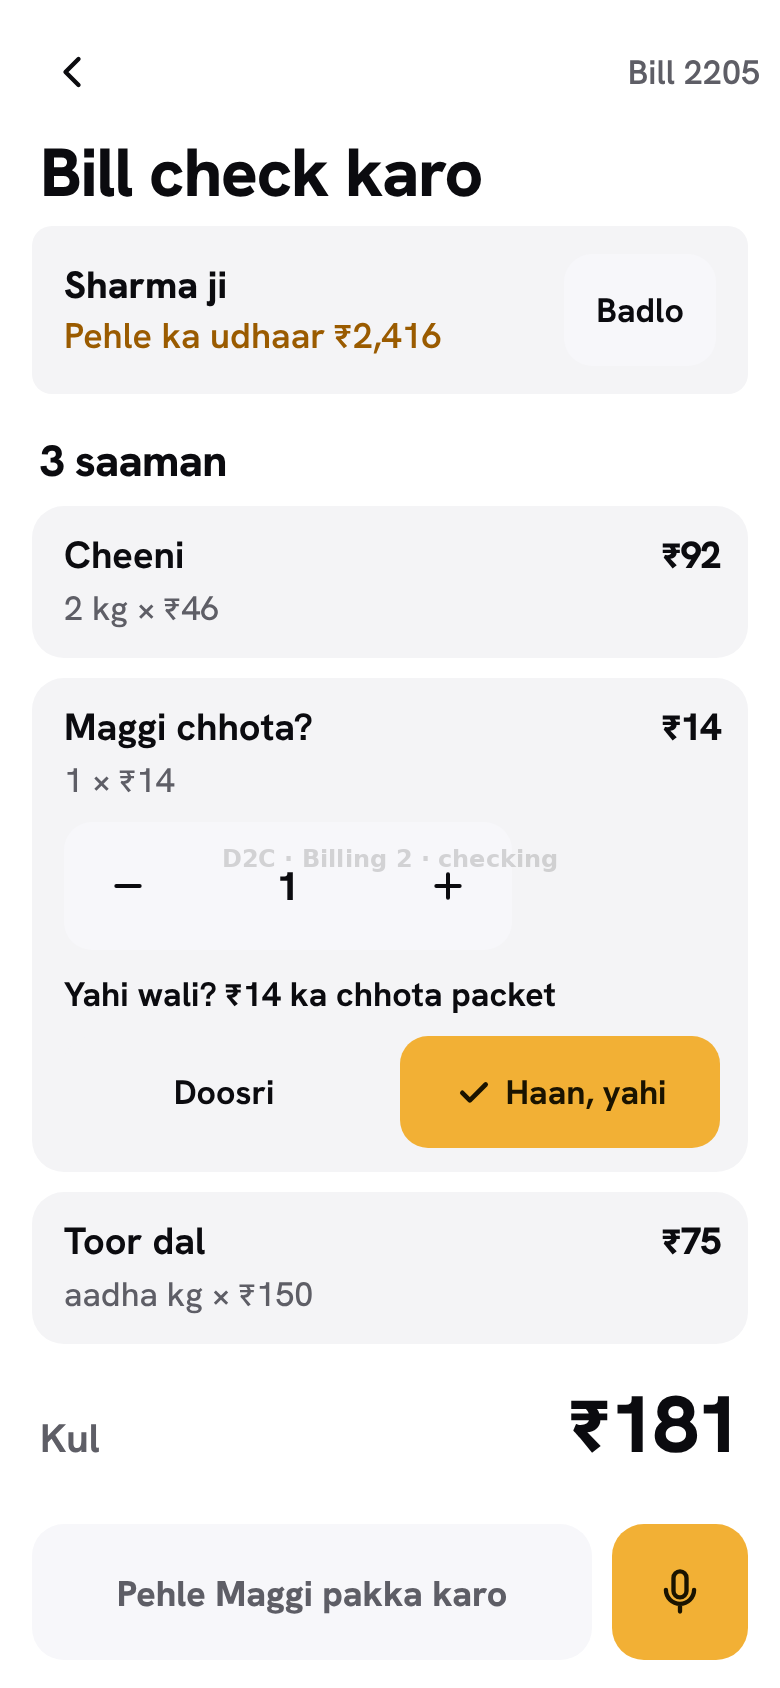 Bill 2205
Bill check karo
Sharma ji
Pehle ka udhaar ₹2,416
Badlo
3 saaman
Cheeni ₹92
2 kg × ₹46
Maggi chhota? ₹14
1 × ₹14
D2C · Billing 2 · checking
− 1 +
Yahi wali? ₹14 ka chhota packet
Doosri
Haan, yahi
Toor dal ₹75
aadha kg × ₹150
Kul ₹181
Pehle Maggi pakka karo